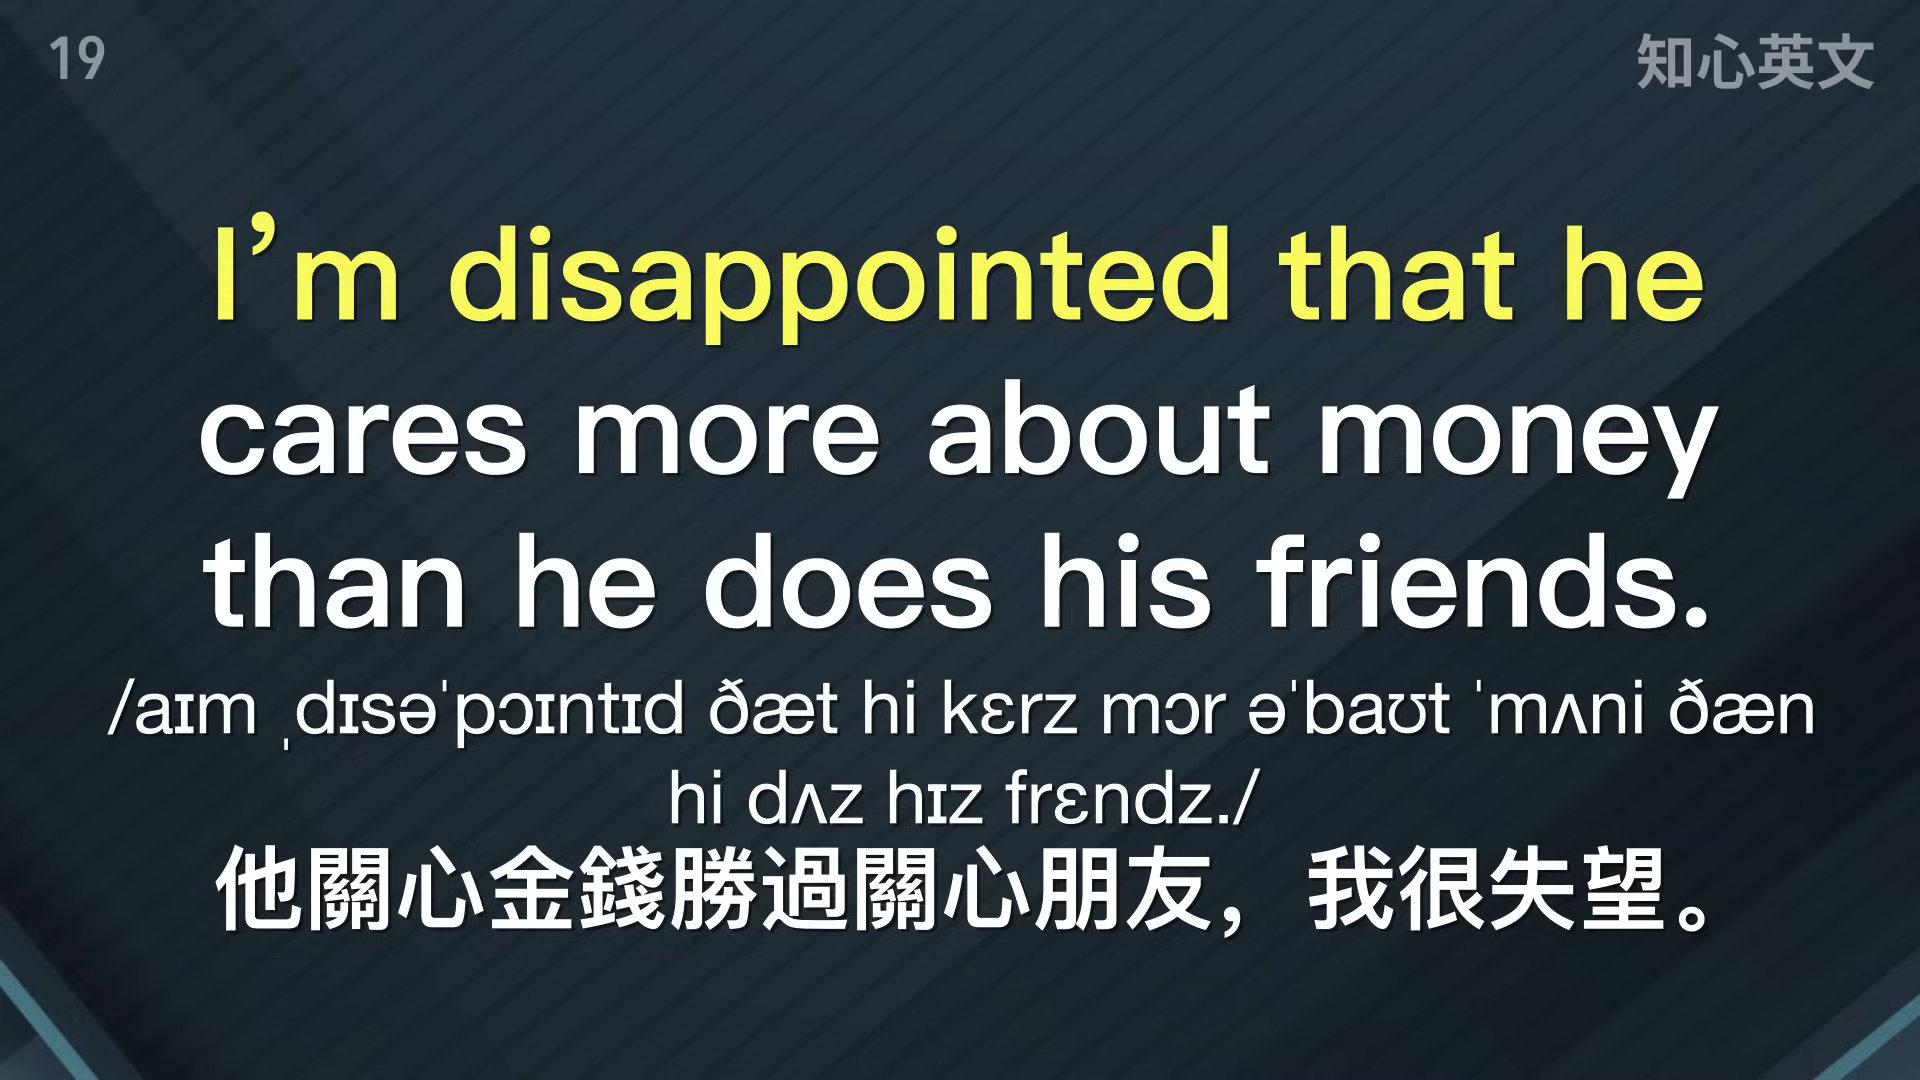 19
知心英文
I’m disappointed that he
cares more about money
than he does his friends.
/aɪm ˌdɪsəˈpɔɪntɪd ðæt hi kɛrz mɔr əˈbaʊt ˈmʌni ðæn
hi dʌz hɪz frɛndz./
他關心金錢勝過關心朋友，我很失望。